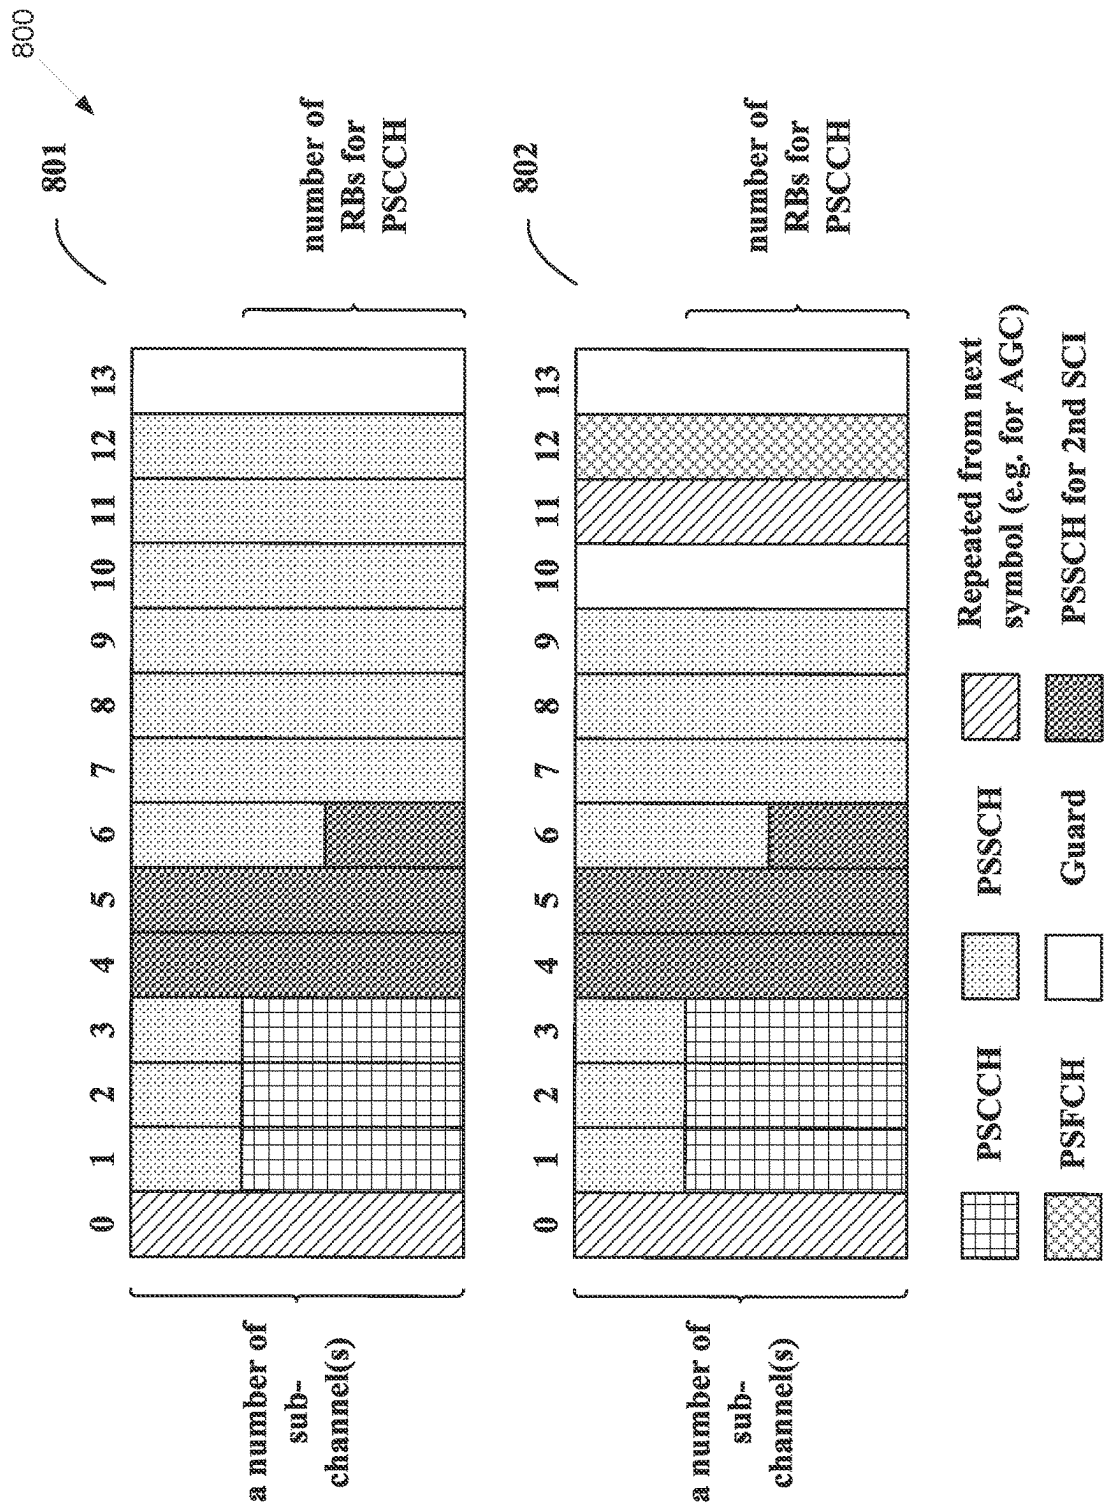 800
801
0 1 2 3 4 5 6 7 8 9 10 11 12 13
a number of
sub-
channel(s)
number of
RBs for
PSCCH
802
0 1 2 3 4 5 6 7 8 9 10 11 12 13
a number of
sub-
channel(s)
number of
RBs for
PSCCH
PSCCH
PSSCH
Repeated from next
symbol (e.g. for AGC)
PSFCH
Guard
PSSCH for 2nd SCI